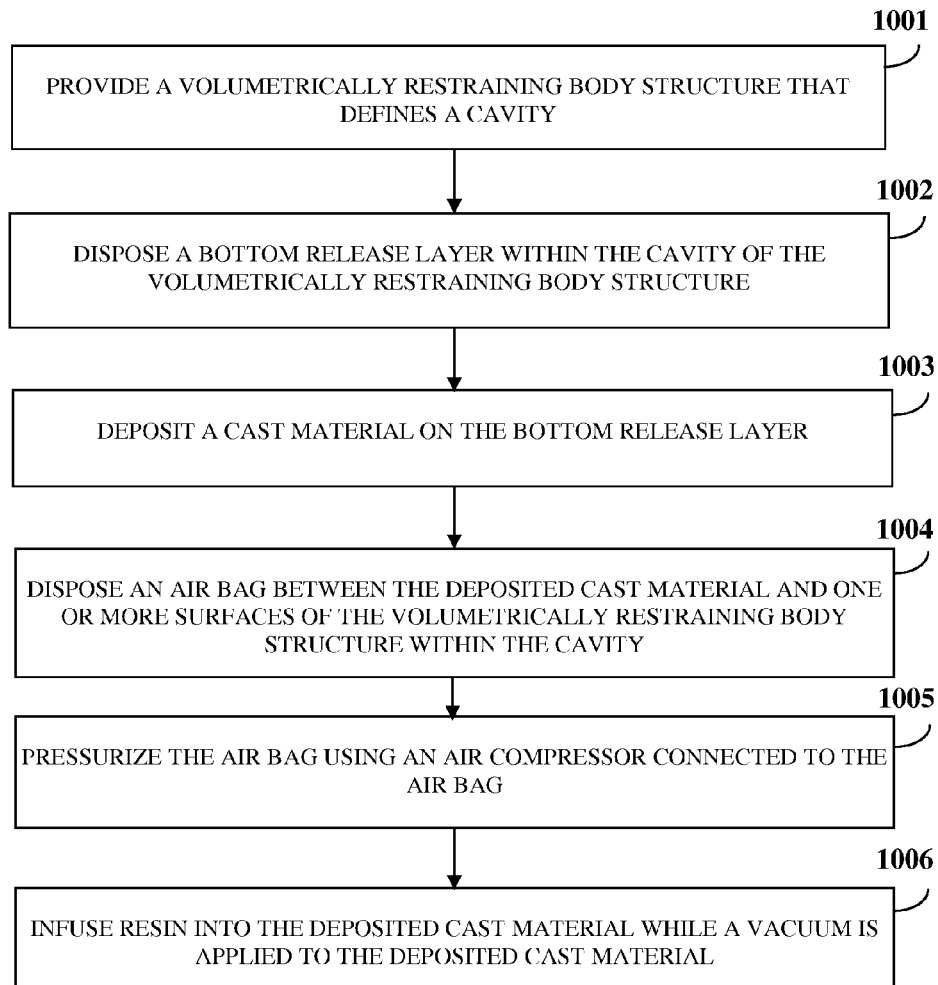 1001
PROVIDE A VOLUMETRICALLY RESTRAINING BODY STRUCTURE THAT
DEFINES A CAVITY
1002
DISPOSE A BOTTOM RELEASE LAYER WITHIN THE CAVITY OF THE
VOLUMETRICALLY RESTRAINING BODY STRUCTURE
1003
DEPOSIT A CAST MATERIAL ON THE BOTTOM RELEASE LAYER
1004
DISPOSE AN AIR BAG BETWEEN THE DEPOSITED CAST MATERIAL AND ONE
OR MORE SURFACES OF THE VOLUMETRICALLY RESTRAINING BODY
STRUCTURE WITHIN THE CAVITY
1005
PRESSURIZE THE AIR BAG USING AN AIR COMPRESSOR CONNECTED TO THE
AIR BAG
1006
INFUSE RESIN INTO THE DEPOSITED CAST MATERIAL WHILE A VACUUM IS
APPLIED TO THE DEPOSITED CAST MATERIAL